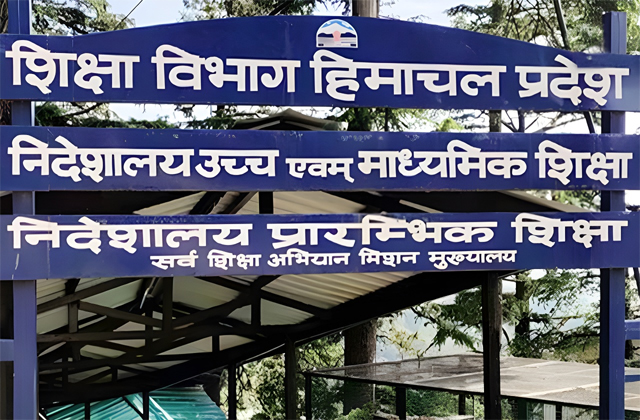 शिक्षा विभाग हिमाचल प्रदेश
निदेशालय उच्च एवम् माध्यमिक शिक्षा
निदेशालय प्रारम्भिक शिक्षा
सर्व शिक्षा अभियान मिशन मुख्यालय